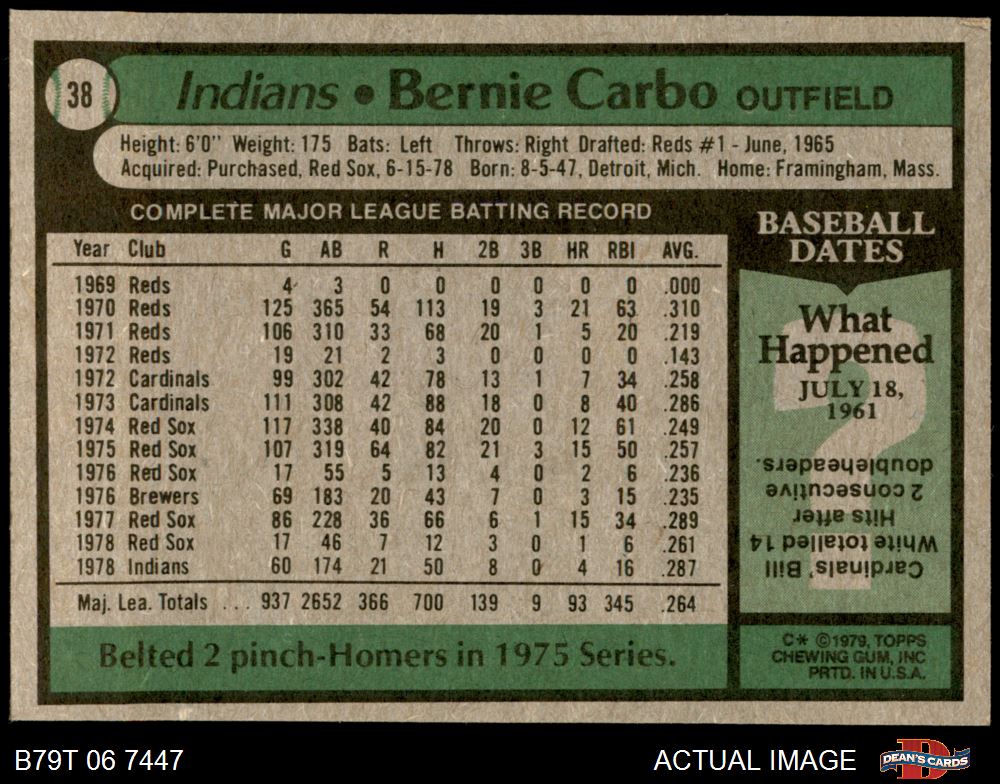 38
Indians • Bernie Carbo OUTFIELD
Height: 6'0" Weight: 175 Bats: Left Throws: Right Drafted: Reds #1 - June, 1965
Acquired: Purchased, Red Sox, 6-15-78 Born: 8-5-47, Detroit, Mich. Home: Framingham, Mass.
COMPLETE MAJOR LEAGUE BATTING RECORD
Year Club G AB R H 2B 3B HR RBI AVG.
1969 Reds 4 3 0 0 0 0 0 0 .000
1970 Reds 125 365 54 113 19 3 21 63 .310
1971 Reds 106 310 33 68 20 1 5 20 .219
1972 Reds 19 21 2 3 0 0 0 0 .143
1972 Cardinals 99 302 42 78 13 1 7 34 .258
1973 Cardinals 111 308 42 88 18 0 8 40 .286
1974 Red Sox 117 338 40 84 20 0 12 61 .249
1975 Red Sox 107 319 64 82 21 3 15 50 .257
1976 Red Sox 17 55 5 13 4 0 2 6 .236
1976 Brewers 69 183 20 43 7 0 3 15 .235
1977 Red Sox 86 228 36 66 6 1 15 34 .289
1978 Red Sox 17 46 7 12 3 0 1 6 .261
1978 Indians 60 174 21 50 8 0 4 16 .287
Maj. Lea. Totals ... 937 2652 366 700 139 9 93 345 .264
Belted 2 pinch-Homers in 1975 Series.
BASEBALL
DATES
What
Happened
JULY 18,
1961
?
Cardinals' Bill
White totalled 14
Hits after
2 consecutive
doubleheaders.
C* ©1979, TOPPS
CHEWING GUM, INC
PRTD. IN U.S.A.
B79T 06 7447
ACTUAL IMAGE
D
DEAN'S CARDS